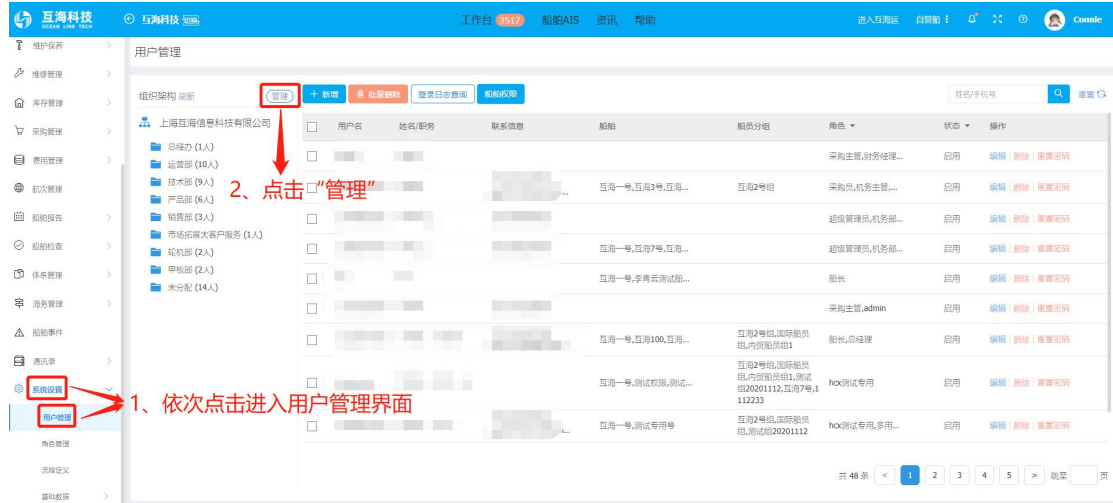 互海科技
OCEAN LINK TECH
互海科技 切换
工作台 3517 船舶AIS 资讯 帮助
进入互海运 自管船 Connie
维护保养
维修管理
库存管理
采购管理
费用管理
航次管理
船舶报告
船舶检查
体系管理
海务管理
船舶事件
通讯录
系统设置
用户管理
角色管理
流程定义
基础数据
用户管理
组织架构 刷新 管理
上海互海信息科技有限公司
总经办 (1人)
运营部 (10人)
技术部 (9人)
产品部 (6人)
销售部 (3人)
市场拓展大客户服务 (1人)
轮机部 (2人)
甲板部 (2人)
未分配 (14人)
1、依次点击进入用户管理界面
2、点击“管理”
+ 新增 批量删除 登录日志查询 船舶权限 姓名/手机号 重置
用户名 姓名/职务 联系信息 船舶 船员分组 角色 状态 操作
采购主管,财务经理... 启用 编辑 删除 重置密码
... 互海一号,互海3号,互海... 互海2号组 采购员,机务主管,... 启用 编辑 删除 重置密码
超级管理员,机务部... 启用 编辑 删除 重置密码
互海一号,互海7号,互海... 超级管理员,机务部... 启用 编辑 删除 重置密码
互海一号,李青云测试船... 船长 启用 编辑 删除 重置密码
采购主管,admin 启用 编辑 删除 重置密码
互海一号,互海100,互海... 互海2号组,国际船员
组,内贸船员组1 船长,总经理 启用 编辑 删除 重置密码
互海一号,测试权限,测试... 互海2号组,国际船员
组,内贸船员组1,测试
组20201112,互海7号,1
112233 hcx测试专用 启用 编辑 删除 重置密码
互海一号,测试专用号 互海2号组,国际船员
组,测试组20201112 hcx测试专用,多用... 启用 编辑 删除 重置密码
共 48 条 < 1 2 3 4 5 > 跳至 页